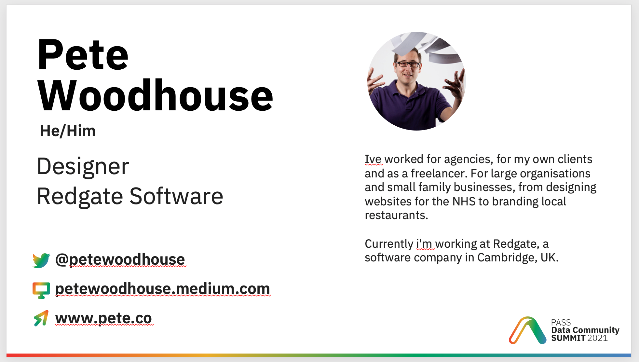 Pete
Woodhouse
He/Him
Designer
Redgate Software
@petewoodhouse
petewoodhouse.medium.com
www.pete.co
Ive worked for agencies, for my own clients
and as a freelancer. For large organisations
and small family businesses, from designing
websites for the NHS to branding local
restaurants.
Currently i'm working at Redgate, a
software company in Cambridge, UK.
PASS
Data Community
SUMMIT 2021